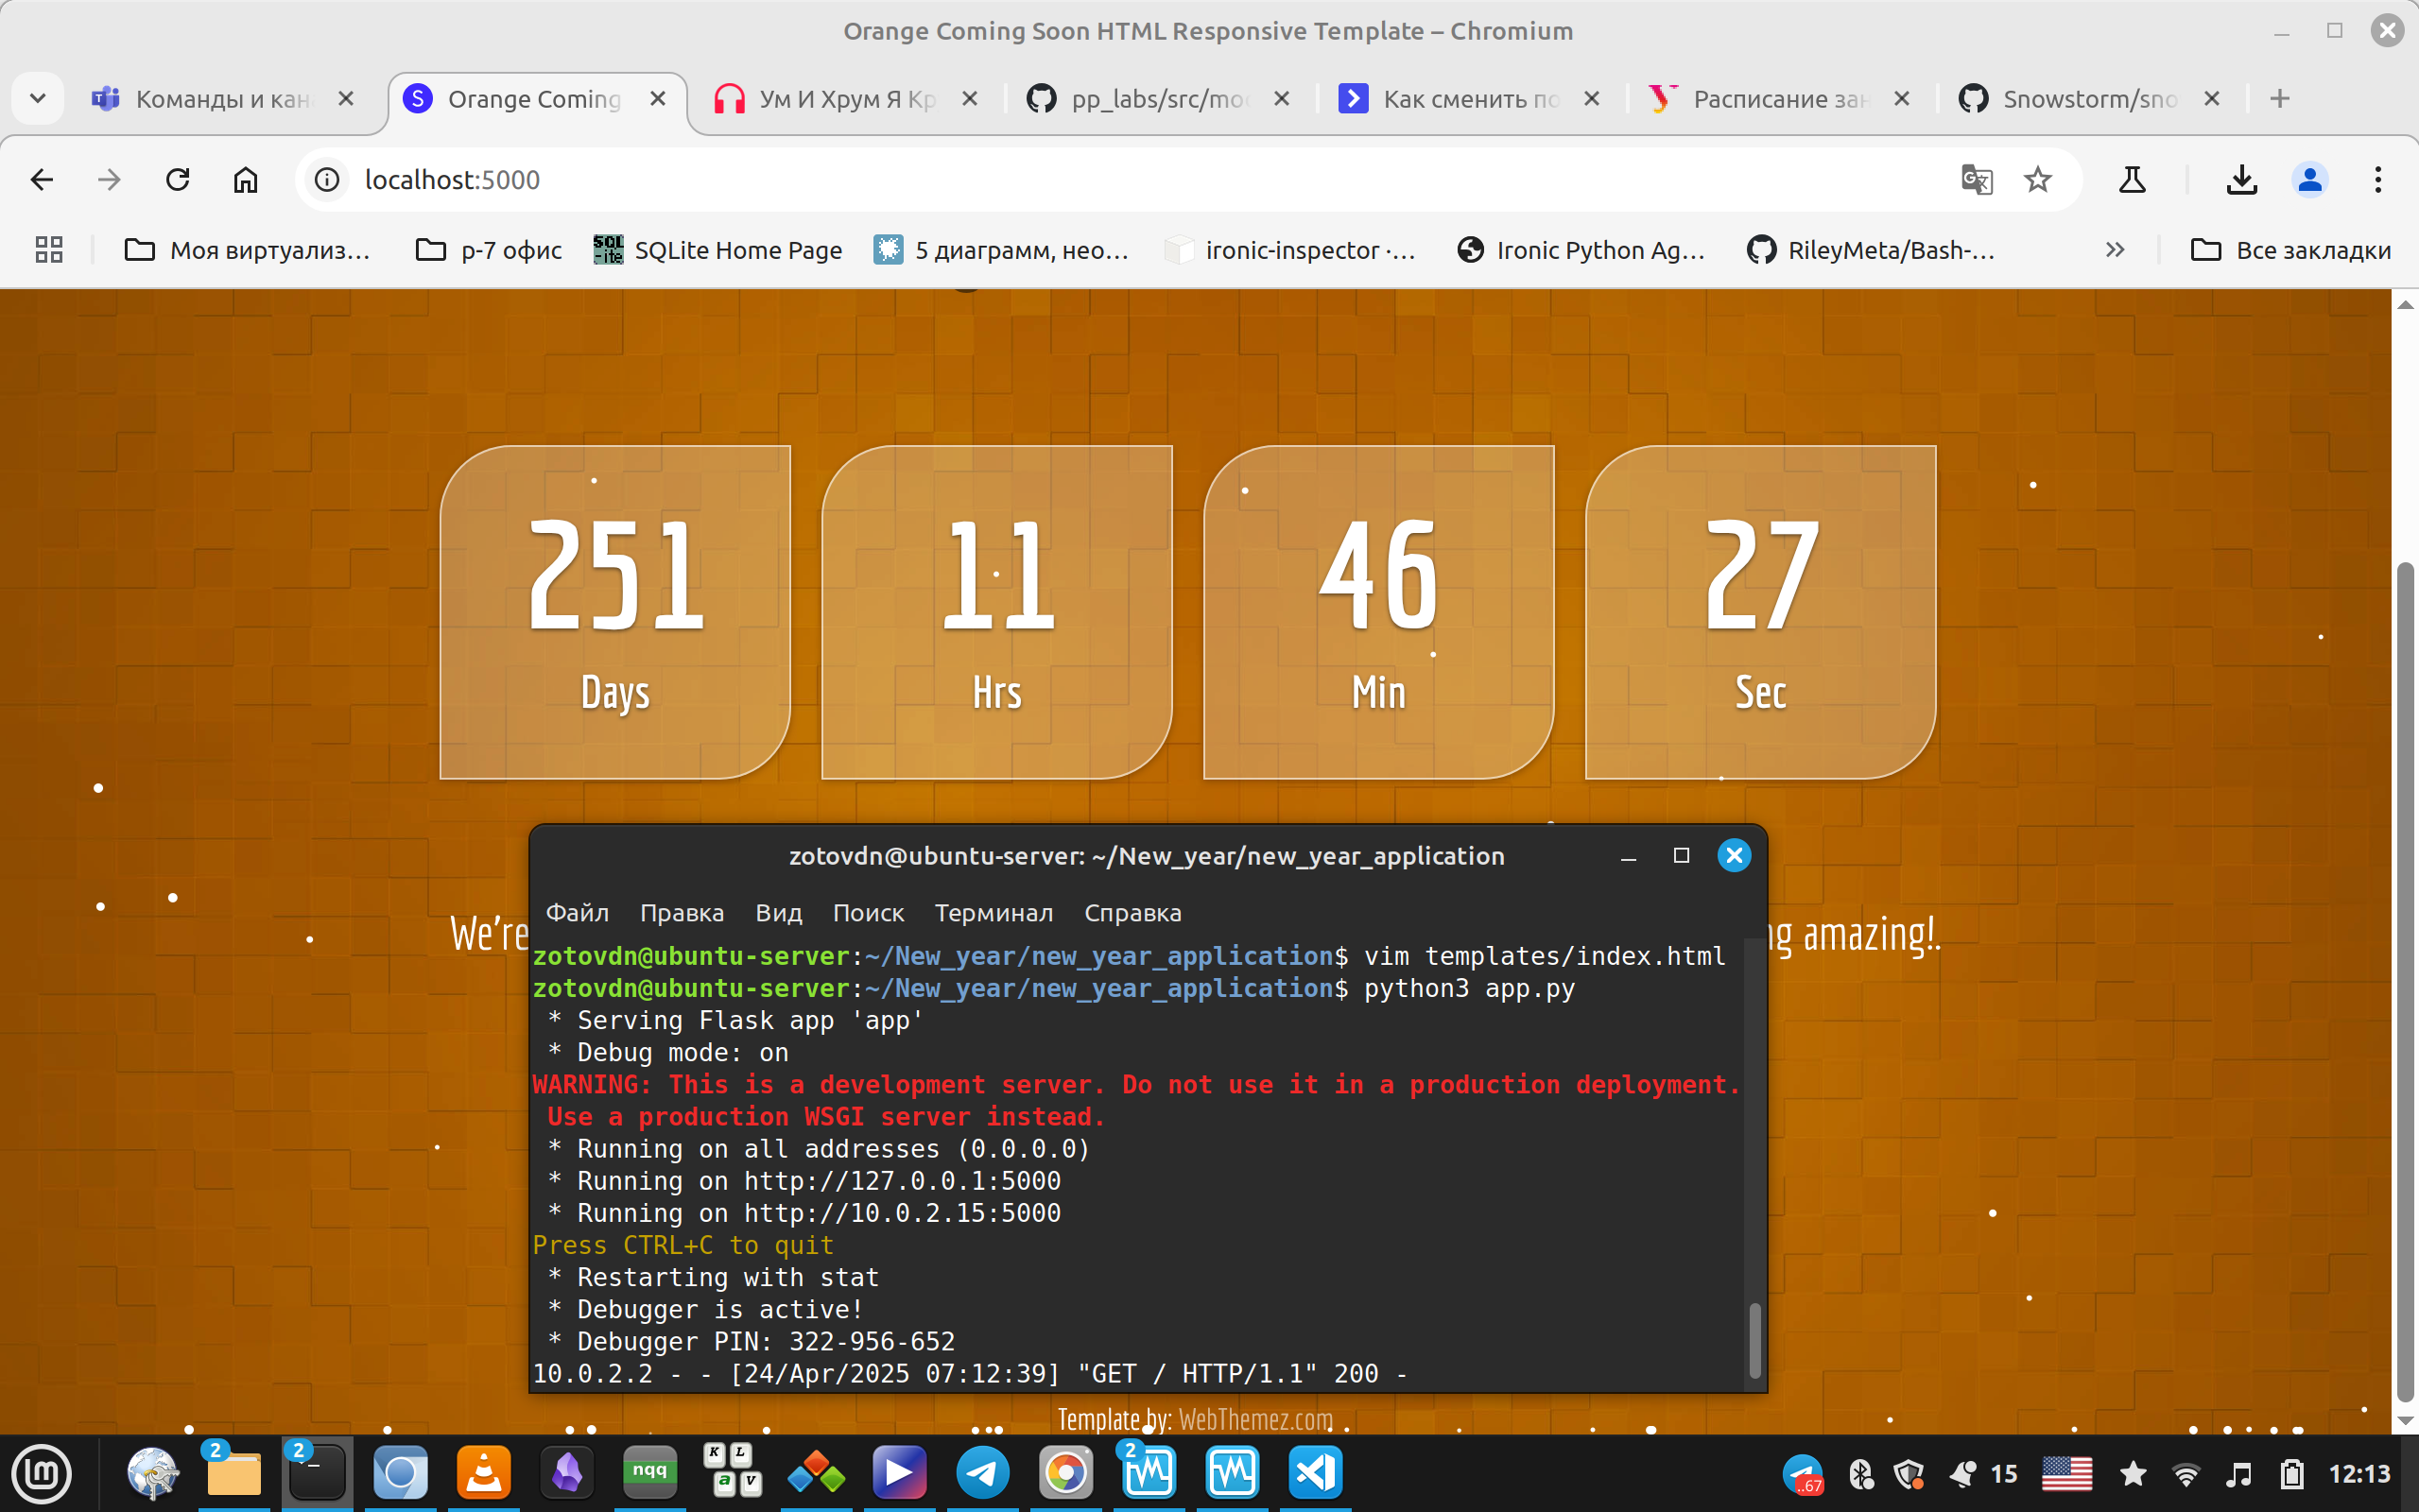 Orange Coming Soon HTML Responsive Template – Chromium
Команды и кан
Orange Coming
Ум И Хрум Я Кр
pp_labs/src/mo
Как сменить по
Расписание зан
Snowstorm/sno
localhost:5000
Моя виртуализ...
р-7 офис
SQLite Home Page
5 диаграмм, нео...
ironic-inspector ·...
Ironic Python Ag...
RileyMeta/Bash-...
Все закладки
251
11
46
27
Days
Hrs
Min
Sec
We're
ng amazing!.
zotovdn@ubuntu-server: ~/New_year/new_year_application
Файл Правка Вид Поиск Терминал Справка
zotovdn@ubuntu-server:~/New_year/new_year_application$ vim templates/index.html
zotovdn@ubuntu-server:~/New_year/new_year_application$ python3 app.py
* Serving Flask app 'app'
* Debug mode: on
WARNING: This is a development server. Do not use it in a production deployment.
Use a production WSGI server instead.
* Running on all addresses (0.0.0.0)
* Running on http://127.0.0.1:5000
* Running on http://10.0.2.15:5000
Press CTRL+C to quit
* Restarting with stat
* Debugger is active!
* Debugger PIN: 322-956-652
10.0.2.2 - - [24/Apr/2025 07:12:39] "GET / HTTP/1.1" 200 -
Template by: WebThemez.com
2
2
nqq
K L a v
2
..67
15
12:13